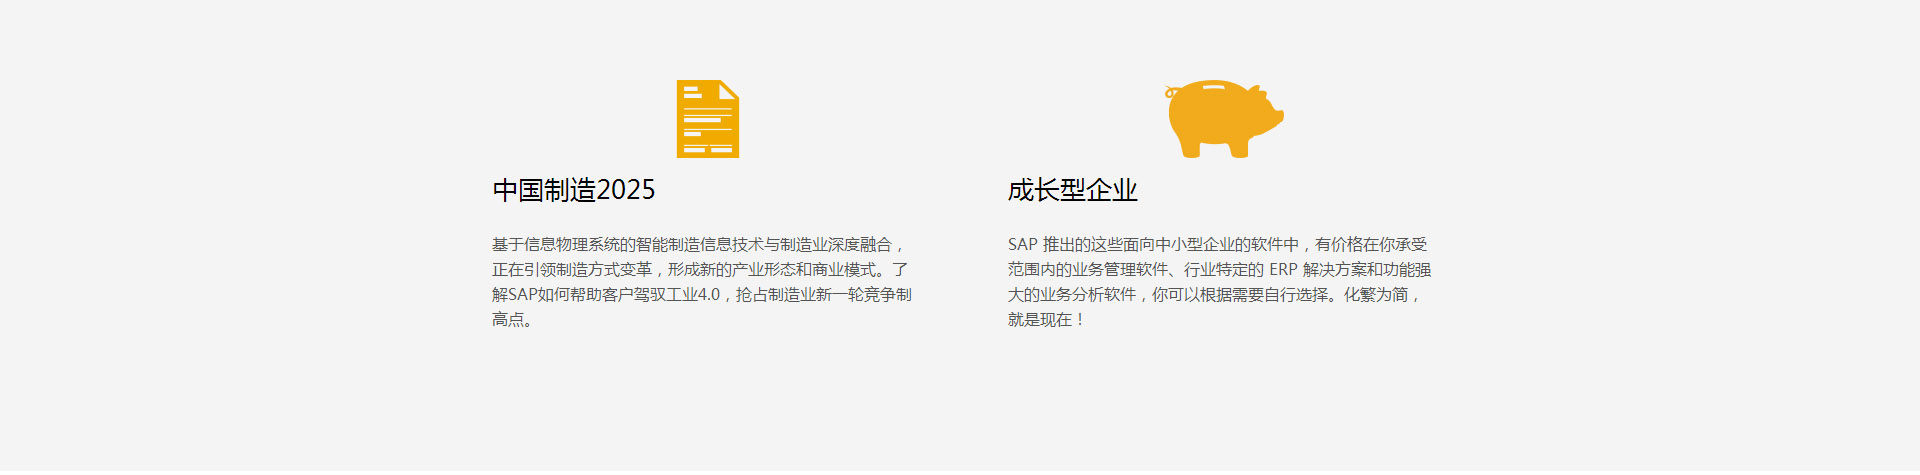 中国制造2025
基于信息物理系统的智能制造信息技术与制造业深度融合，
正在引领制造方式变革，形成新的产业形态和商业模式。了
解SAP如何帮助客户驾驭工业4.0，抢占制造业新一轮竞争制
高点。
成长型企业
SAP 推出的这些面向中小型企业的软件中，有价格在你承受
范围内的业务管理软件、行业特定的 ERP 解决方案和功能强
大的业务分析软件，你可以根据需要自行选择。化繁为简，
就是现在！